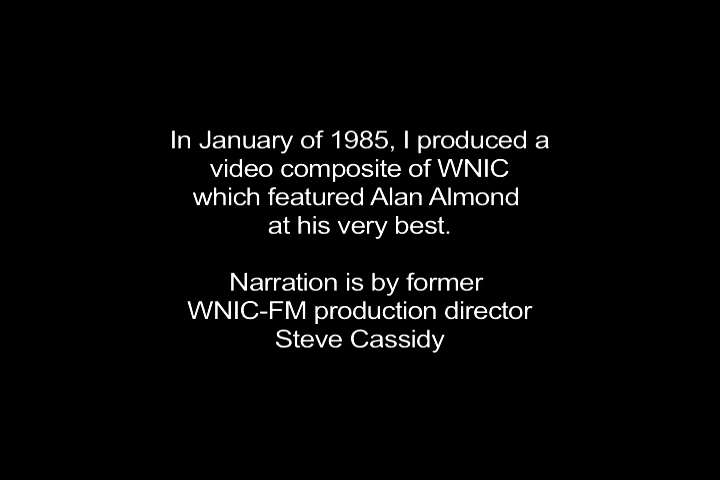 In January of 1985, I produced a
video composite of WNIC
which featured Alan Almond
at his very best.
Narration is by former
WNIC-FM production director
Steve Cassidy